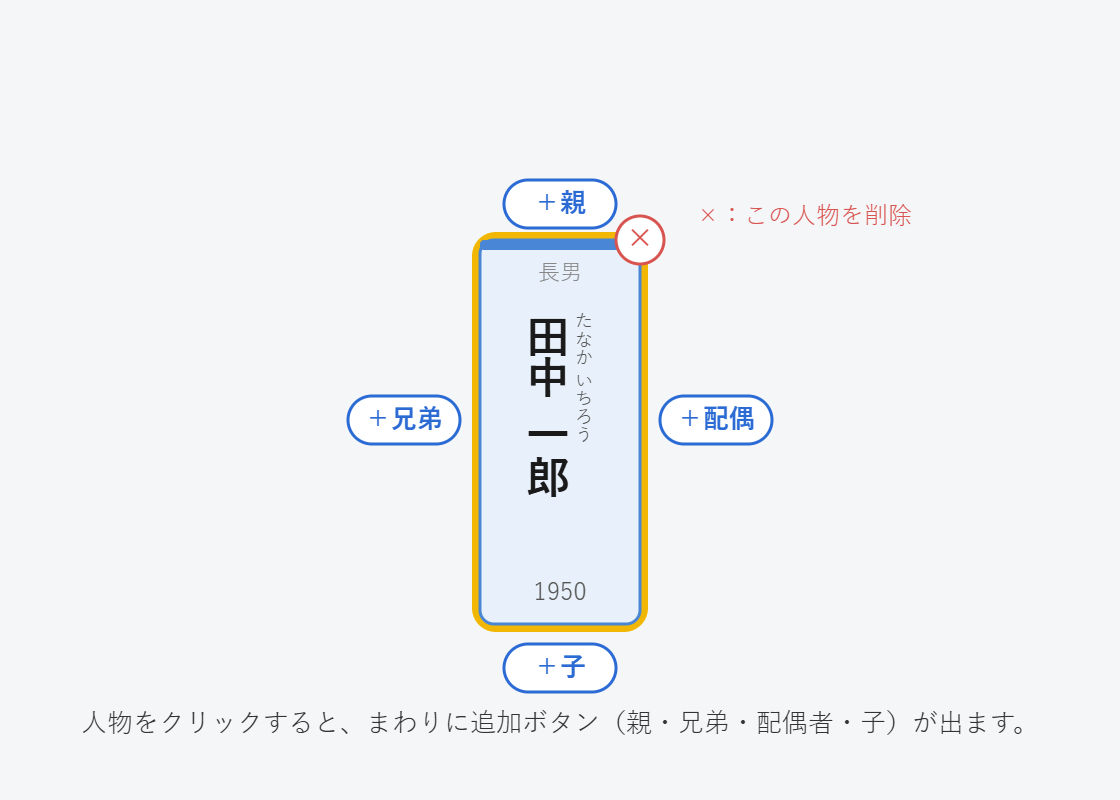 ＋親
×：この人物を削除
長男
田中 一郎
たなか いちろう
＋兄弟
＋配偶
1950
＋子
人物をクリックすると、まわりに追加ボタン（親・兄弟・配偶者・子）が出ます。